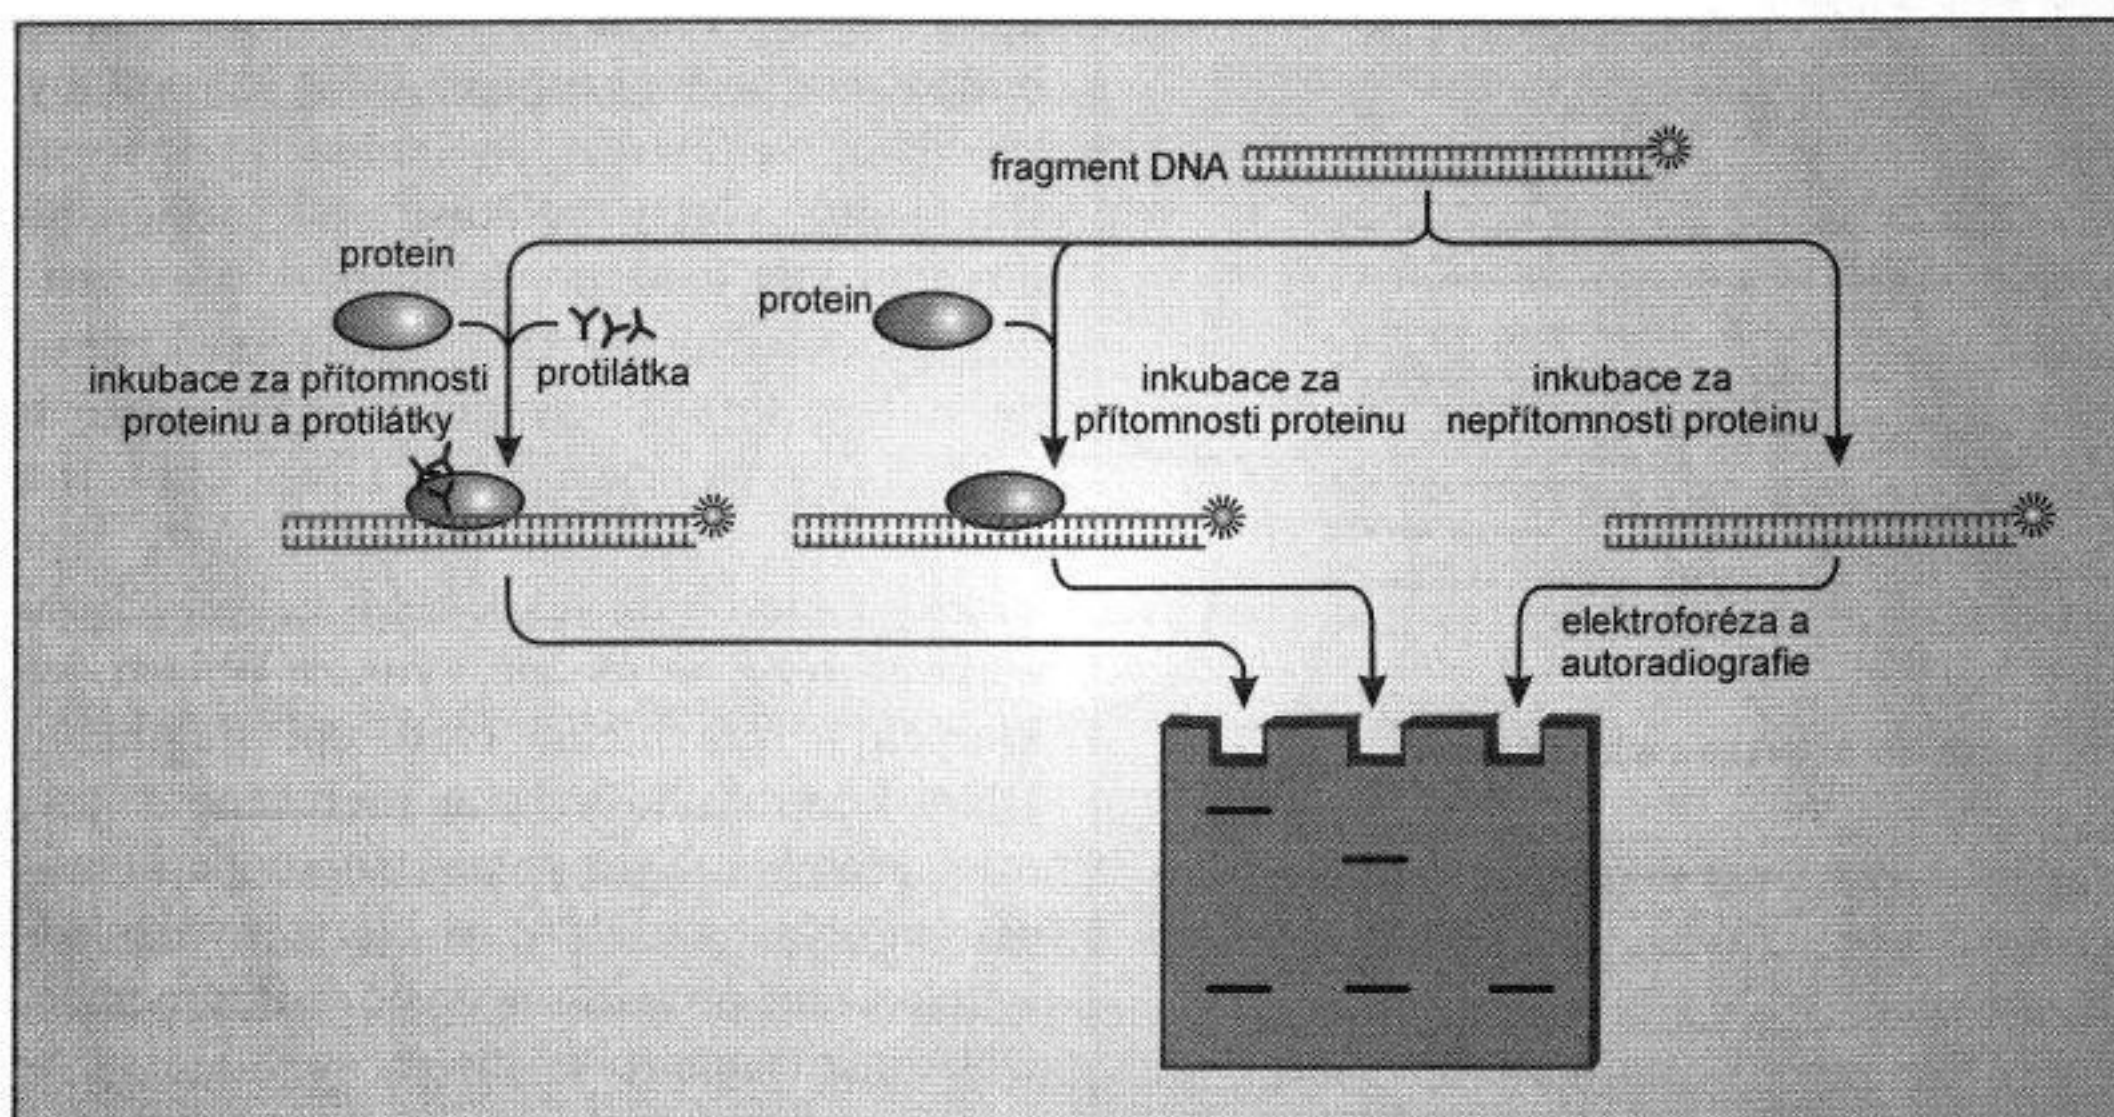 fragment DNA
protein
protein
protilátka
inkubace za přítomnosti
proteinu a protilátky
inkubace za
přítomnosti proteinu
inkubace za
nepřítomnosti proteinu
elektroforéza a
autoradiografie